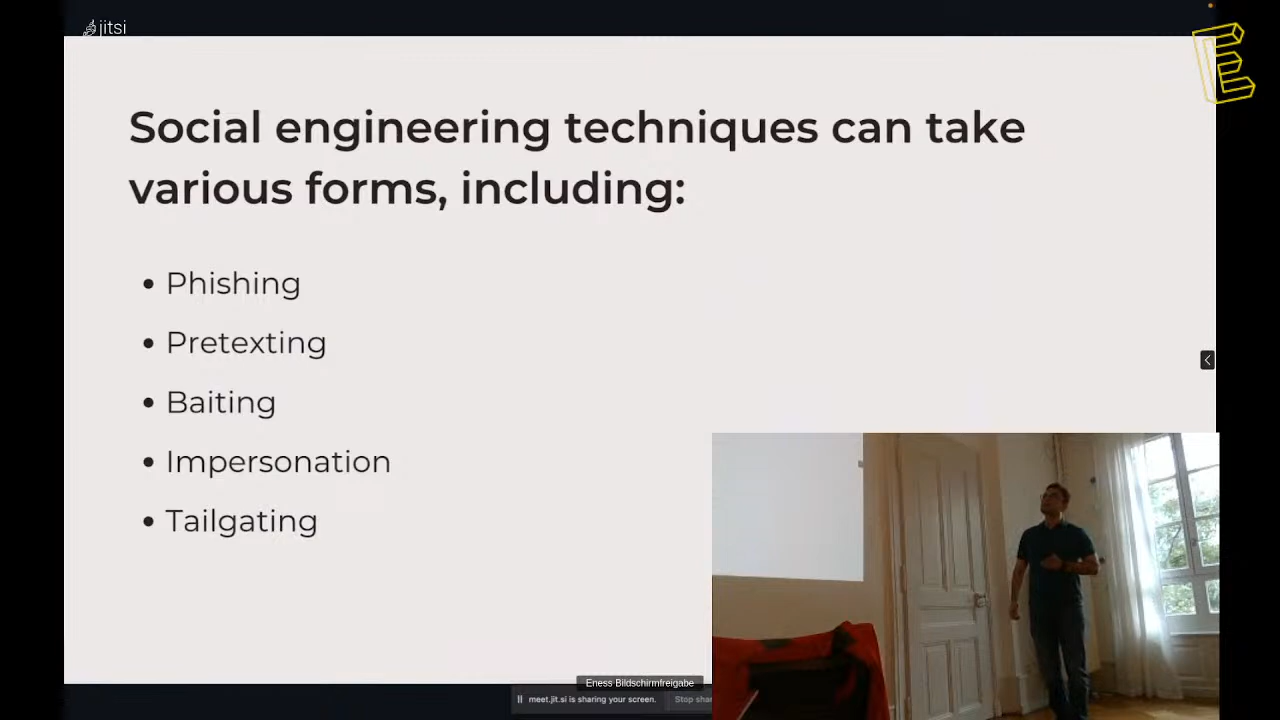 jitsi
E
Social engineering techniques can take
various forms, including:
• Phishing
• Pretexting
• Baiting
• Impersonation
• Tailgating
Eness Bildschirmfreigabe
meet.jit.si is sharing your screen.
Stop